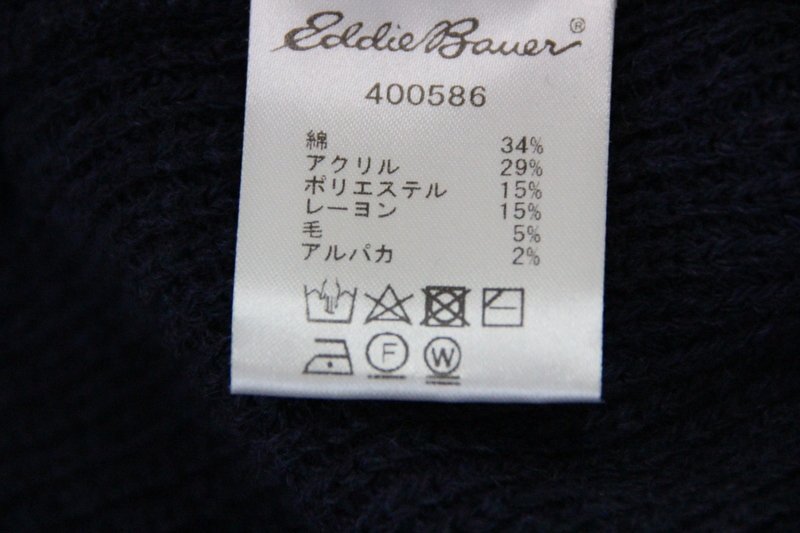 Eddie Bauer®
400586
綿 34%
アクリル 29%
ポリエステル 15%
レーヨン 15%
毛 5%
アルパカ 2%
F W